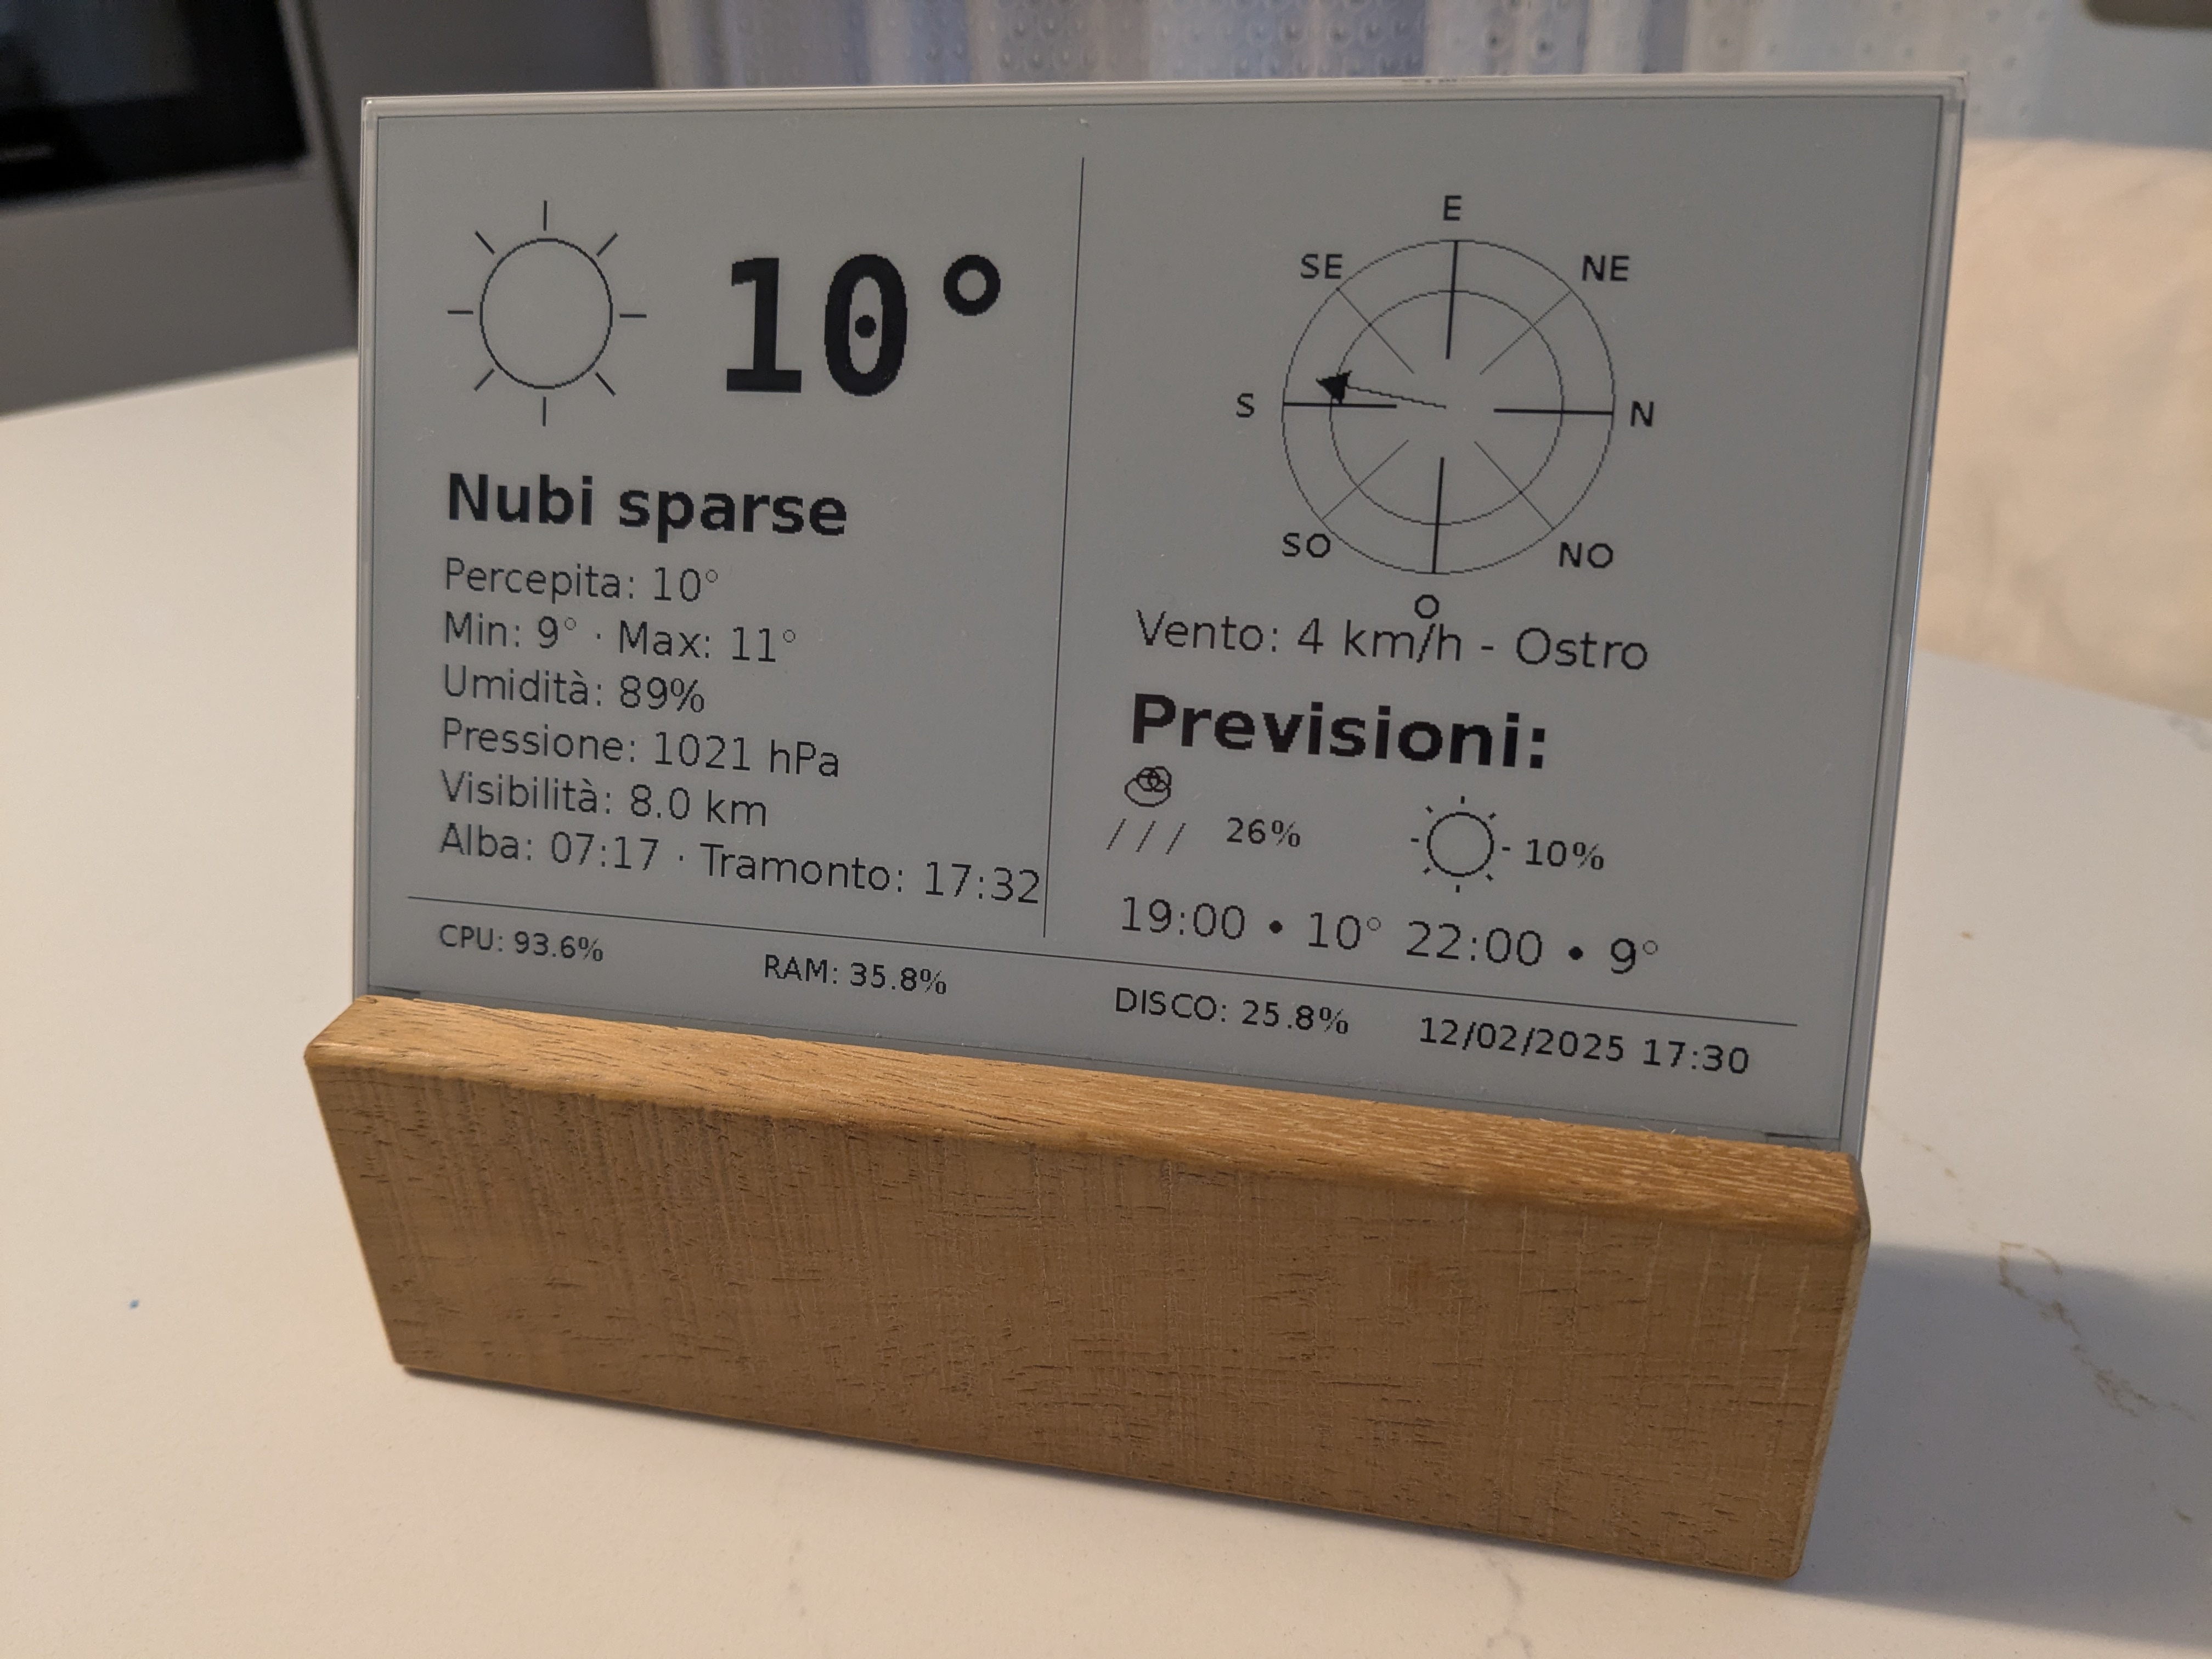 10°
Nubi sparse
Percepita: 10°
Min: 9° · Max: 11°
Umidità: 89%
Pressione: 1021 hPa
Visibilità: 8.0 km
Alba: 07:17 · Tramonto: 17:32
E
SE
NE
S
N
SO
NO
O
Vento: 4 km/h - Ostro
Previsioni:
26%
10%
19:00 • 10°
22:00 • 9°
CPU: 93.6%
RAM: 35.8%
DISCO: 25.8%
12/02/2025 17:30